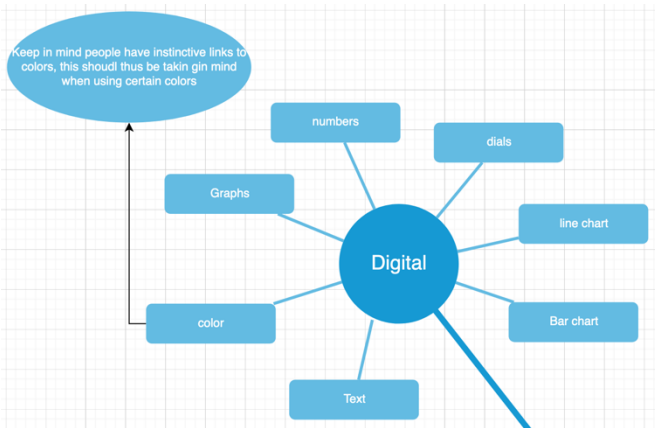 Keep in mind people have instinctive links to
colors, this shoudl thus be takin gin mind
when using certain colors
numbers
dials
Graphs
line chart
Digital
color
Bar chart
Text